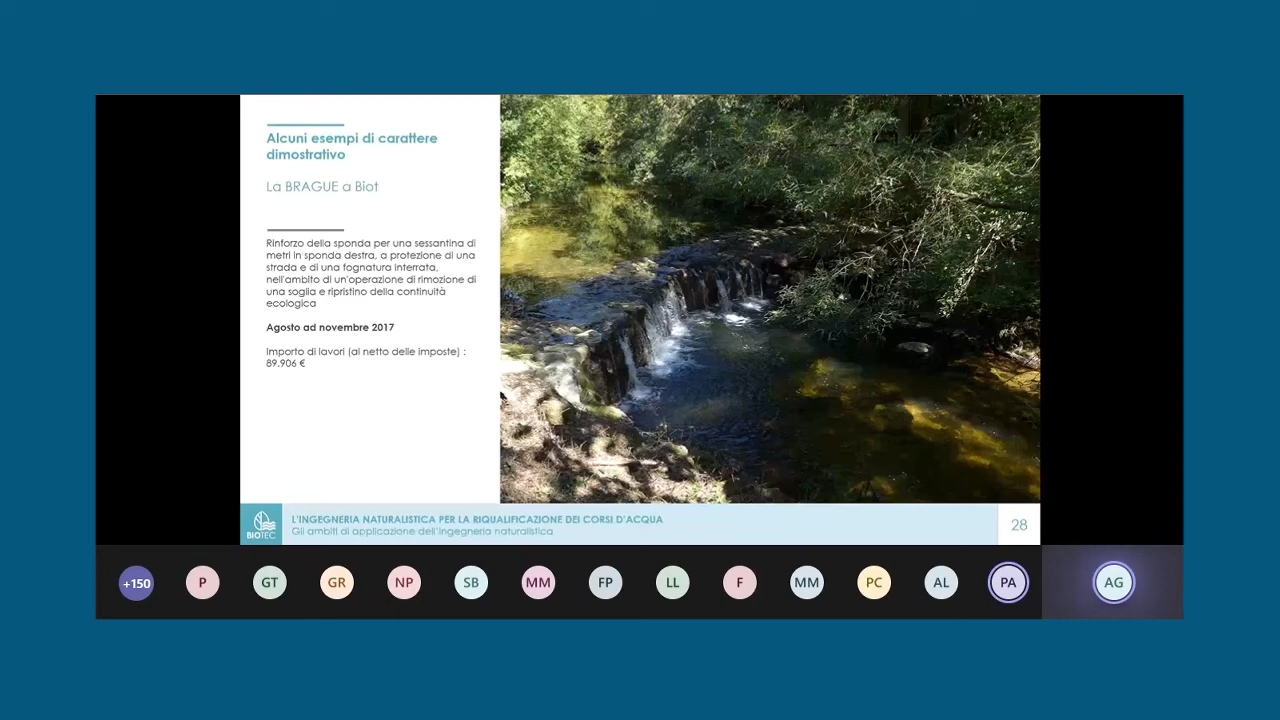 Alcuni esempi di carattere
dimostrativo
La BRAGUE a Biot
Rinforzo della sponda per una sessantina di
metri in sponda destra, a protezione di una
strada e di una fognatura interrata,
nell'ambito di un'operazione di rimozione di
una soglia e ripristino della continuità
ecologica
Agosto ad novembre 2017
Importo di lavori (al netto delle imposte) :
89.906 €
BIOTEC
L'INGEGNERIA NATURALISTICA PER LA RIQUALIFICAZIONE DEI CORSI D'ACQUA
Gli ambiti di applicazione dell'ingegneria naturalistica
28
+150 P GT GR NP SB MM FP LL F MM PC AL PA AG